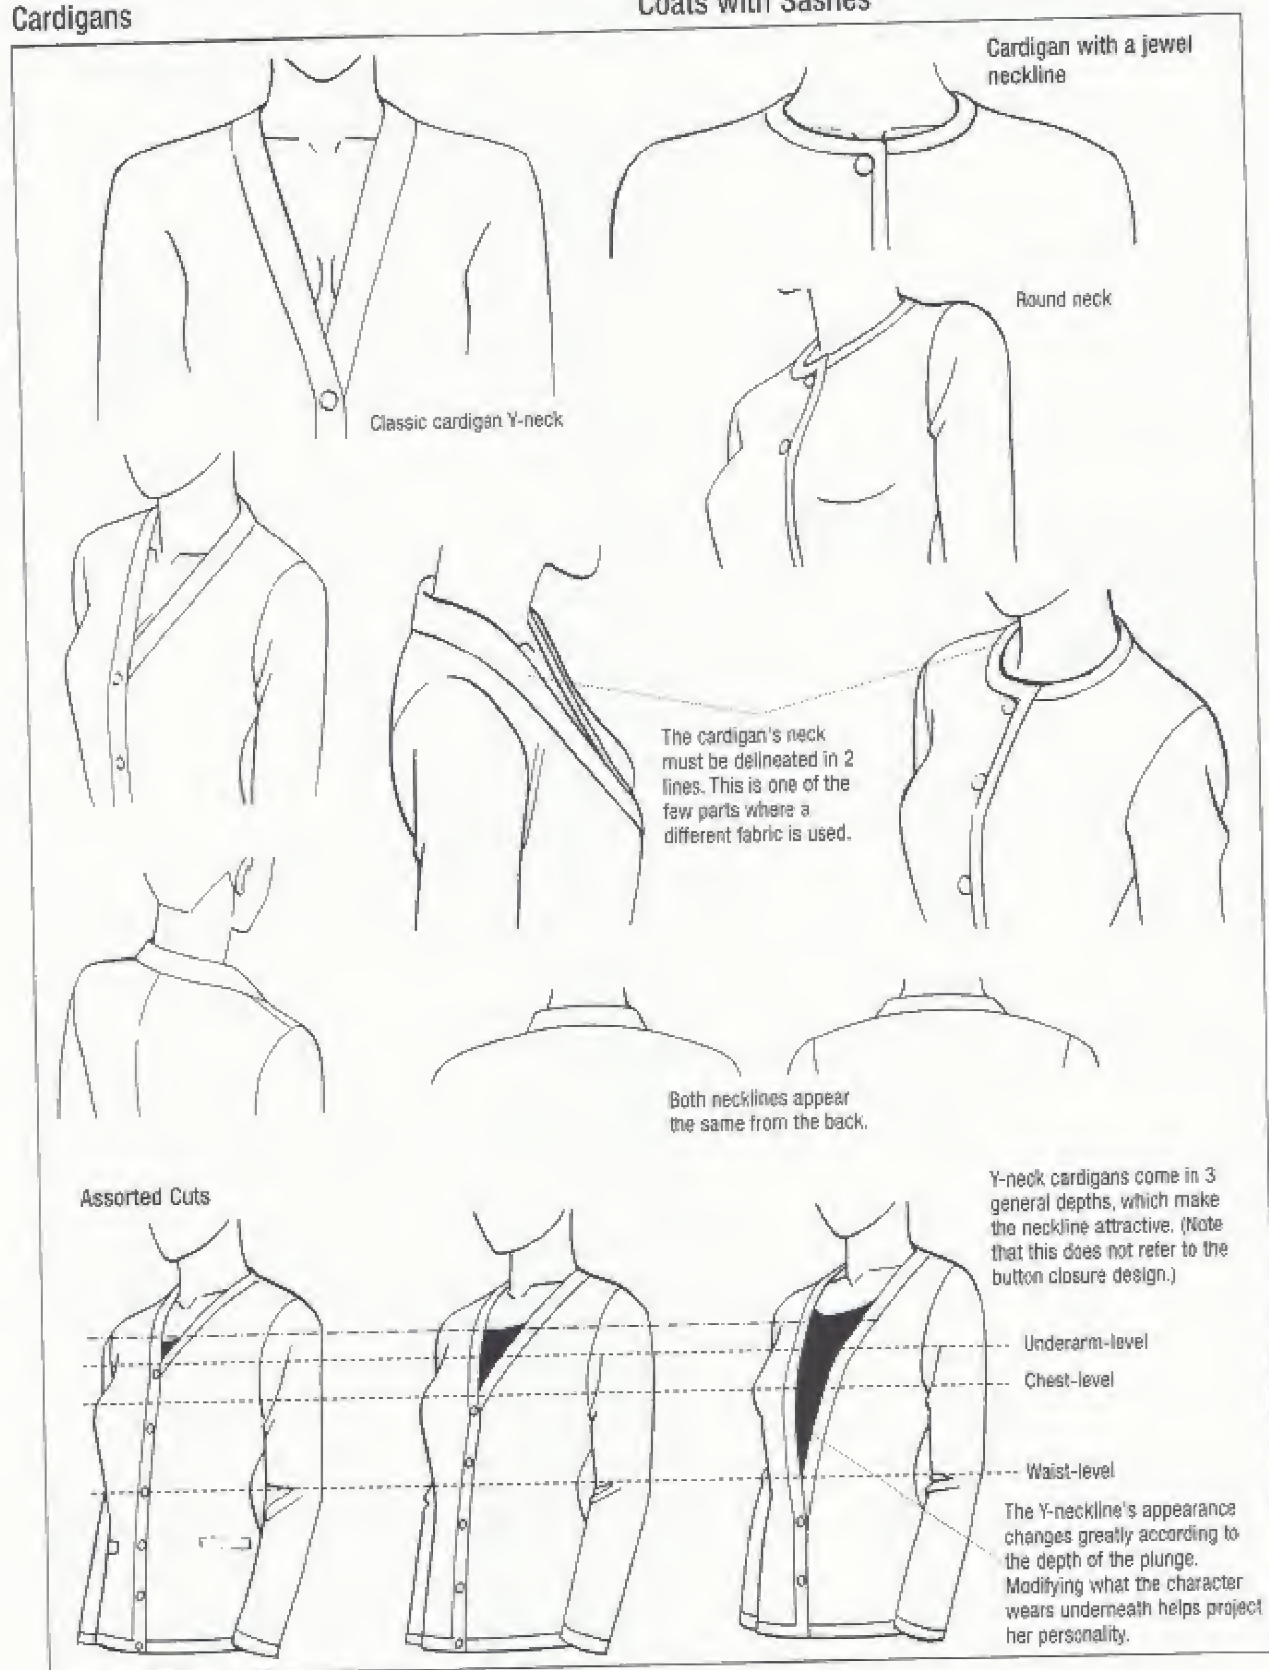 Cardigans
Coats with Sashes
Cardigan with a jewel
neckline
Round neck
Classic cardigan Y-neck
The cardigan's neck
must be delineated in 2
lines. This is one of the
few parts where a
different fabric is used.
Both necklines appear
the same from the back.
Assorted Cuts
Y-neck cardigans come in 3
general depths, which make
the neckline attractive. (Note
that this does not refer to the
button closure design.)
Underarm-level
Chest-level
Waist-level
The Y-neckline's appearance
changes greatly according to
the depth of the plunge.
Modifying what the character
wears underneath helps project
her personality.